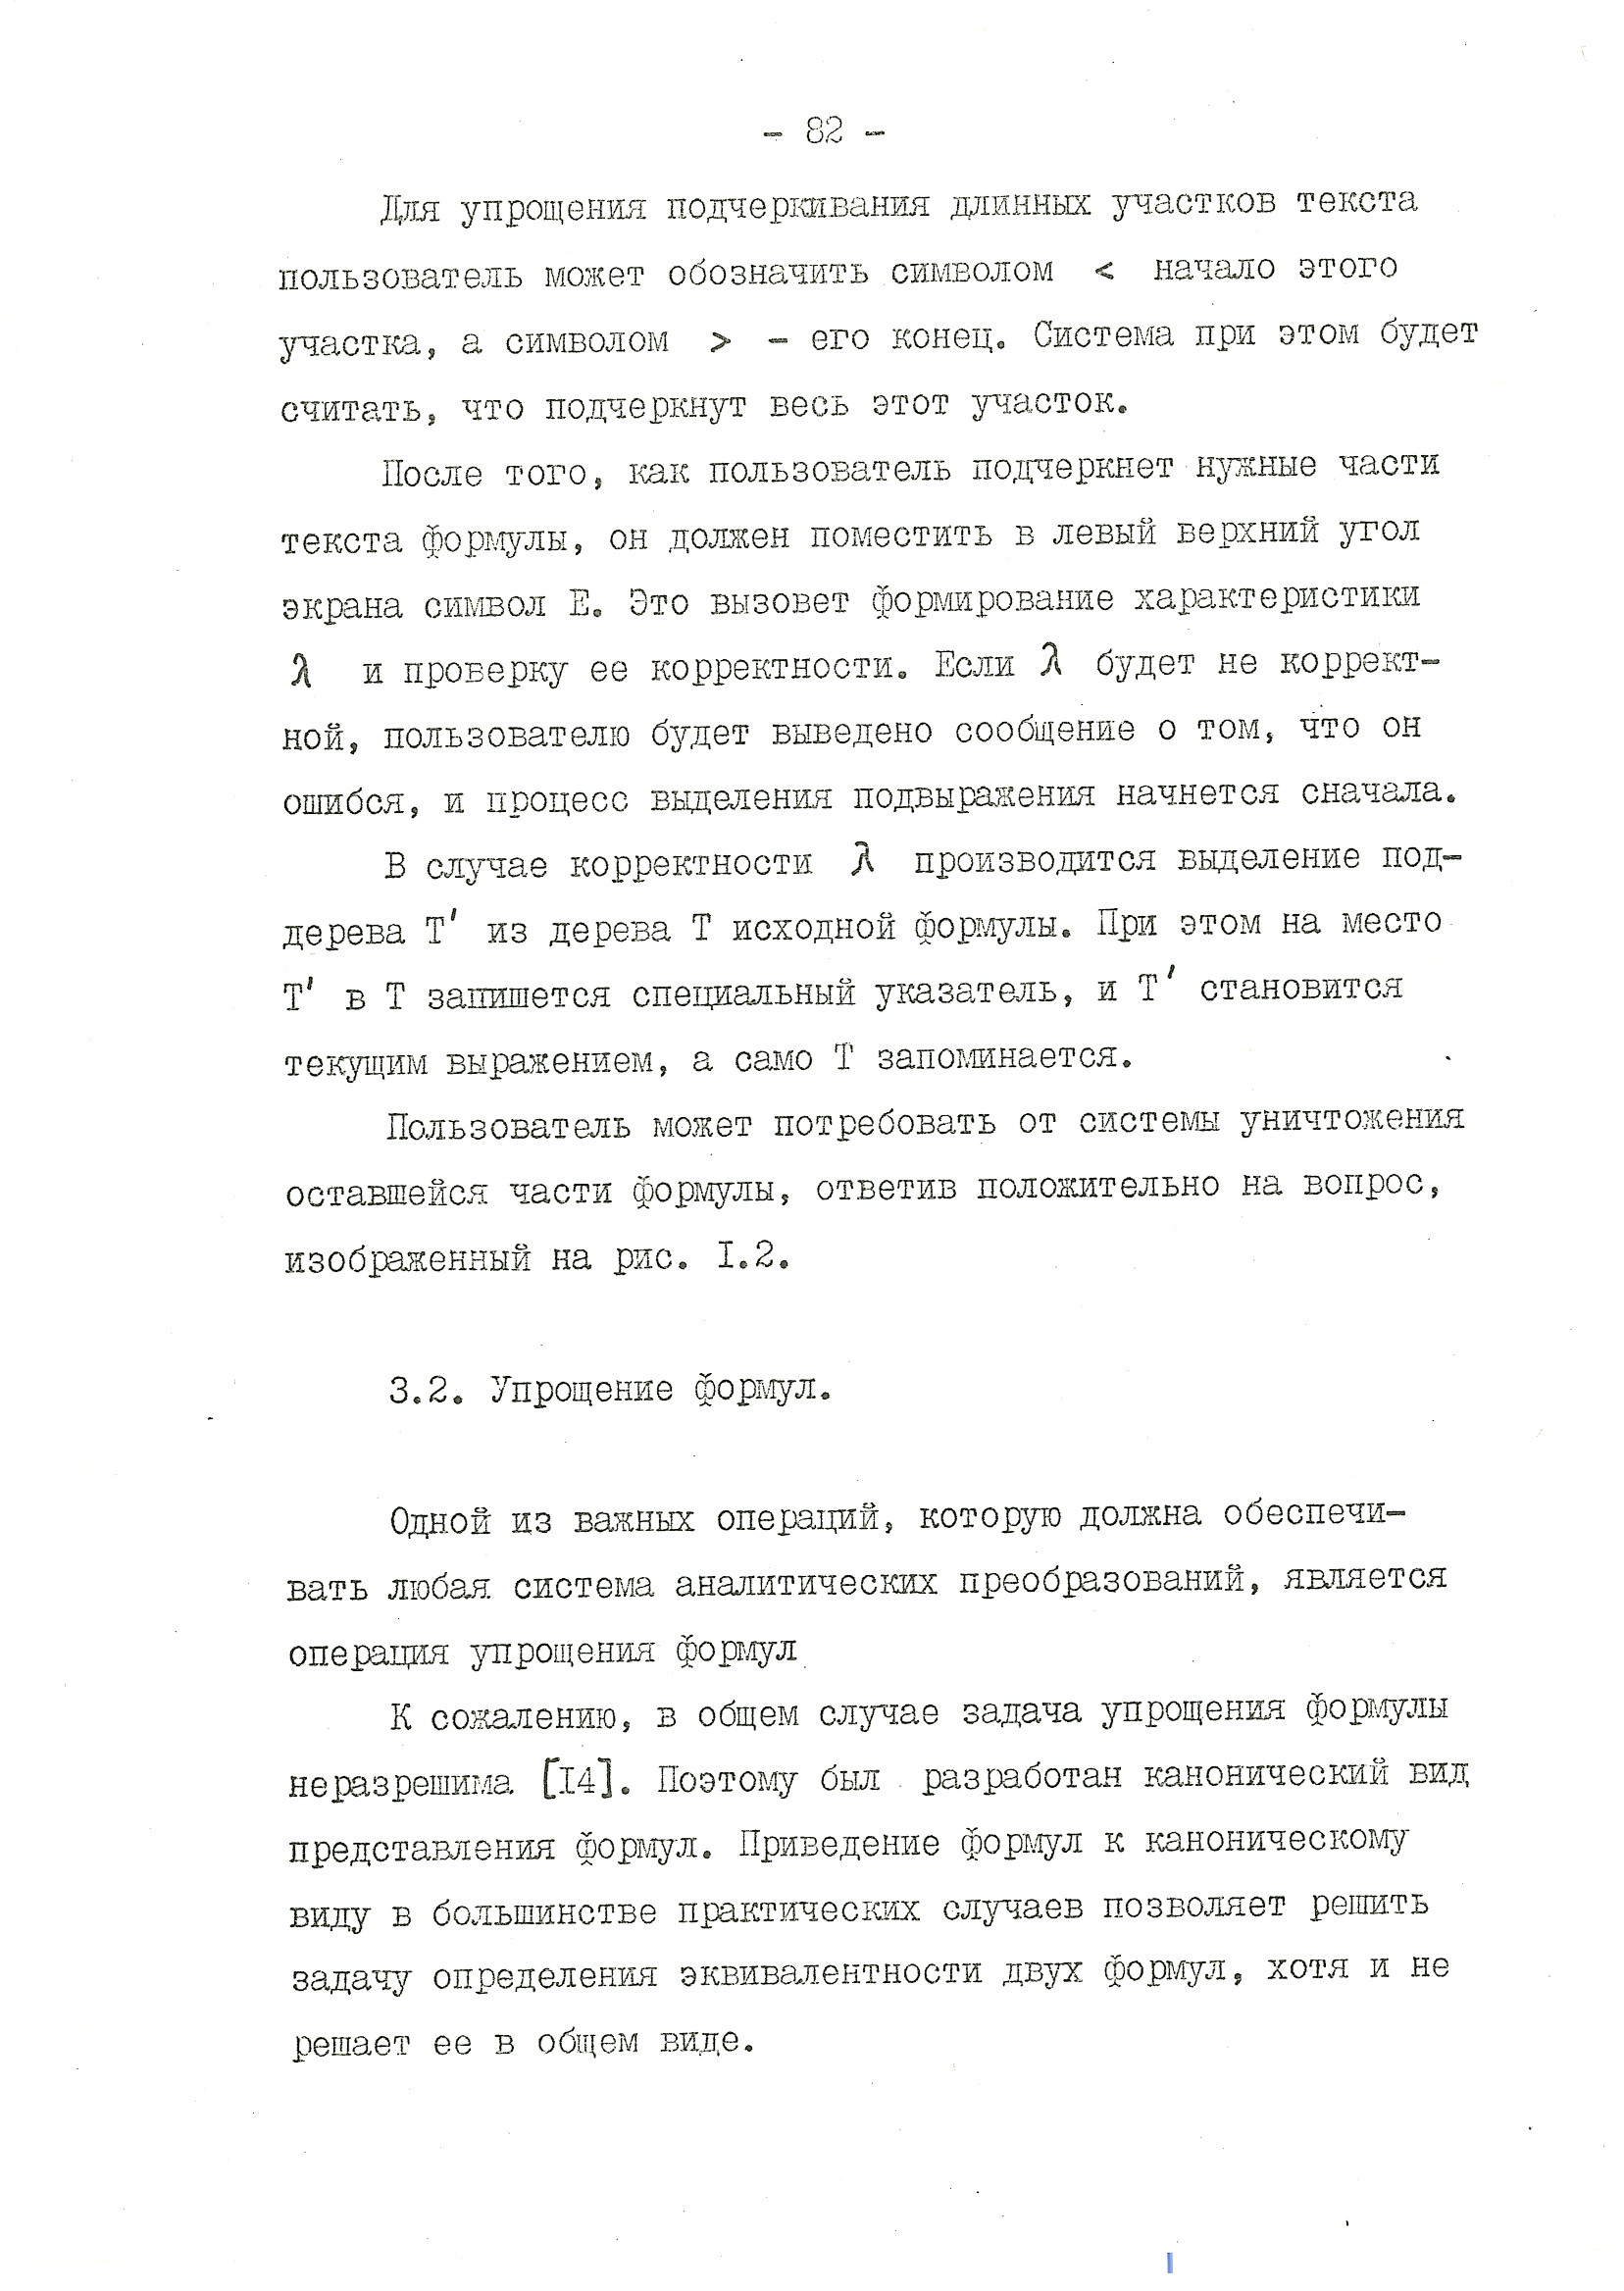 - 82 -
Для упрощения подчеркивания длинных участков текста
пользователь может обозначить символом < начало этого
участка, а символом > - его конец. Система при этом будет
считать, что подчеркнут весь этот участок.
После того, как пользователь подчеркнет нужные части
текста формулы, он должен поместить в левый верхний угол
экрана символ Е. Это вызовет формирование характеристики
λ и проверку ее корректности. Если λ будет не коррект-
ной, пользователю будет выведено сообщение о том, что он
ошибся, и процесс выделения подвыражения начнется сначала.
В случае корректности λ производится выделение под-
дерева Т' из дерева Т исходной формулы. При этом на место
Т' в Т запишется специальный указатель, и Т' становится
текущим выражением, а само Т запоминается.
Пользователь может потребовать от системы уничтожения
оставшейся части формулы, ответив положительно на вопрос,
изображенный на рис. I.2.
3.2. Упрощение формул.
Одной из важных операций, которую должна обеспечи-
вать любая система аналитических преобразований, является
операция упрощения формул
К сожалению, в общем случае задача упрощения формулы
неразрешима [I4]. Поэтому был разработан канонический вид
представления формул. Приведение формул к каноническому
виду в большинстве практических случаев позволяет решить
задачу определения эквивалентности двух формул, хотя и не
решает ее в общем виде.